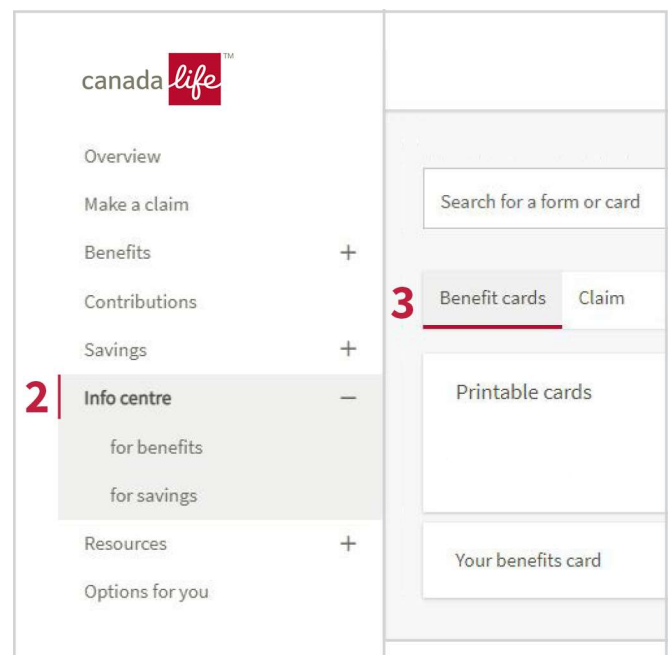 canada life™
Overview
Make a claim
Benefits +
Contributions
Savings +
2 Info centre −
for benefits
for savings
Resources +
Options for you
Search for a form or card
3 Benefit cards Claim
Printable cards
Your benefits card